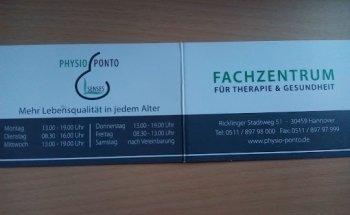 PHYSIO PONTO
SENSES
Mehr Lebensqualität in jedem Alter
Montag 13.00 - 19.00 Uhr
Dienstag 08.30 - 16.00 Uhr
Mittwoch 13.00 - 19.00 Uhr
Donnerstag 13.00 - 19.00 Uhr
Freitag 08.30 - 13.00 Uhr
Samstag nach Vereinbarung
FACHZENTRUM
FÜR THERAPIE & GESUNDHEIT
Ricklinger Stadtweg 51 - 30459 Hannover
Tel: 0511 / 897 98 000 Fax: 0511 / 897 97 999
www.physio-ponto.de